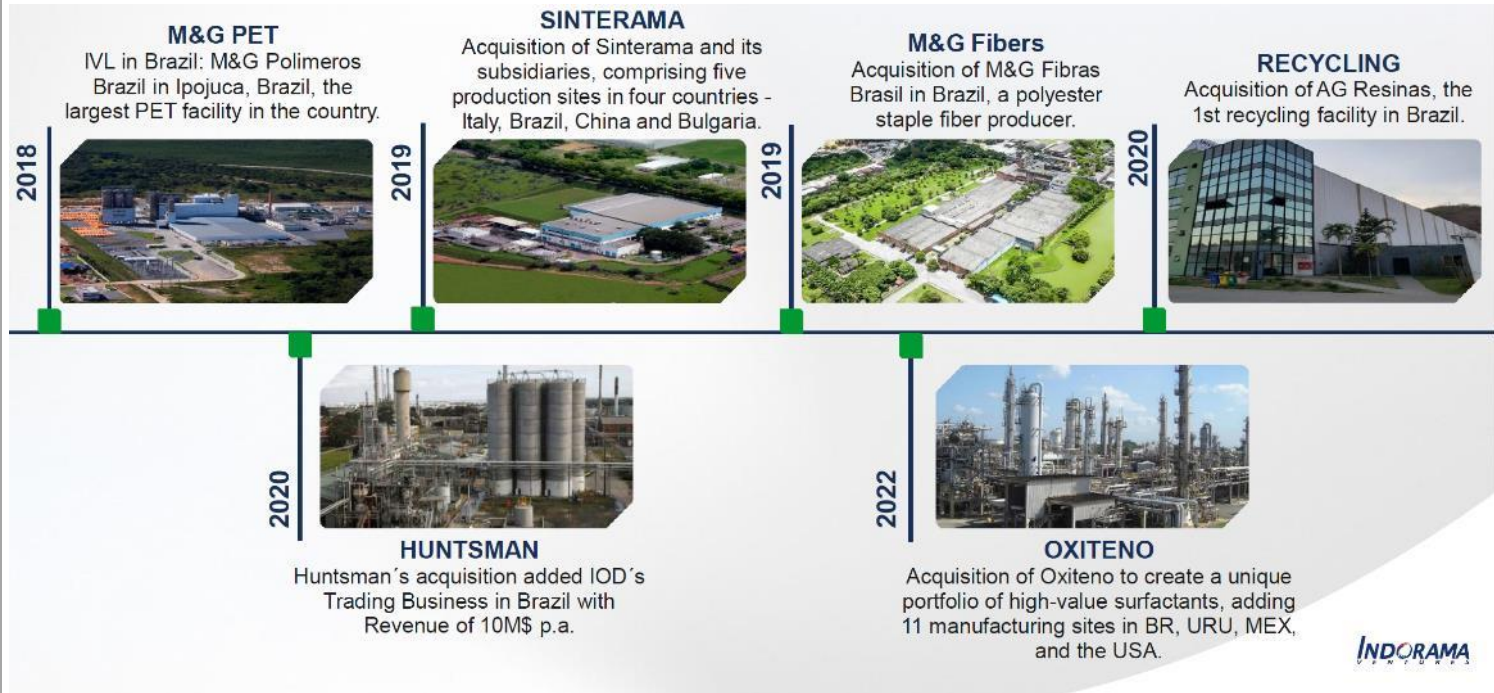 M&G PET
IVL in Brazil: M&G Polimeros
Brazil in Ipojuca, Brazil, the
largest PET facility in the country.
2018
SINTERAMA
Acquisition of Sinterama and its
subsidiaries, comprising five
production sites in four countries -
Italy, Brazil, China and Bulgaria.
2019
M&G Fibers
Acquisition of M&G Fibras
Brasil in Brazil, a polyester
staple fiber producer.
2019
RECYCLING
Acquisition of AG Resinas, the
1st recycling facility in Brazil.
2020
2020
HUNTSMAN
Huntsman´s acquisition added IOD´s
Trading Business in Brazil with
Revenue of 10M$ p.a.
2022
OXITENO
Acquisition of Oxiteno to create a unique
portfolio of high-value surfactants, adding
11 manufacturing sites in BR, URU, MEX,
and the USA.
INDORAMA
VENTURES